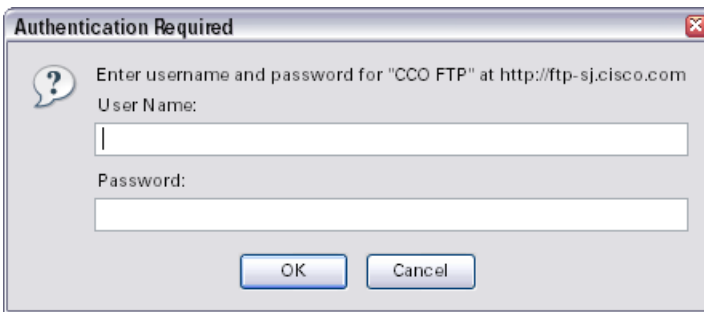 Authentication Required
Enter username and password for "CCO FTP" at http://ftp-sj.cisco.com
User Name:
Password:
OK
Cancel